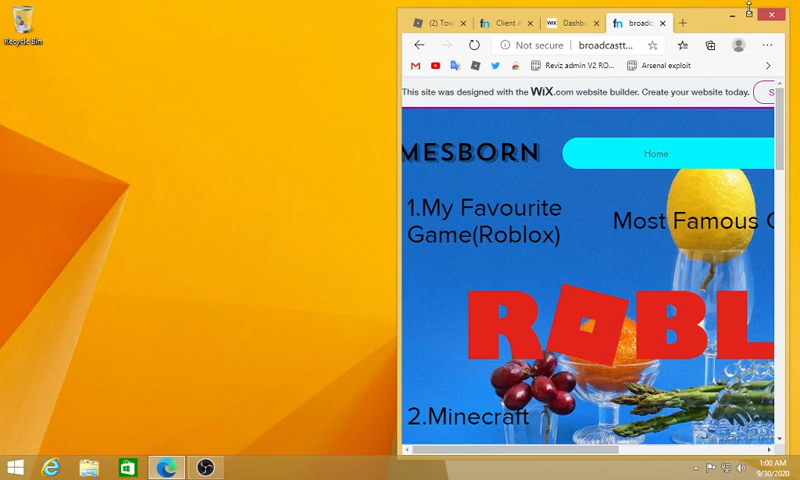 Recycle Bin
(2) Tow
Client A
WiX
Dashb
broadc
Not secure
broadcastt...
Reviz admin V2 RO...
Arsenal exploit
This site was designed with the WiX.com website builder. Create your website today.
S
MESBORN
Home
1.My Favourite
Game(Roblox)
Most Famous G
ROBL
2.Minecraft
1:00 AM
9/30/2020